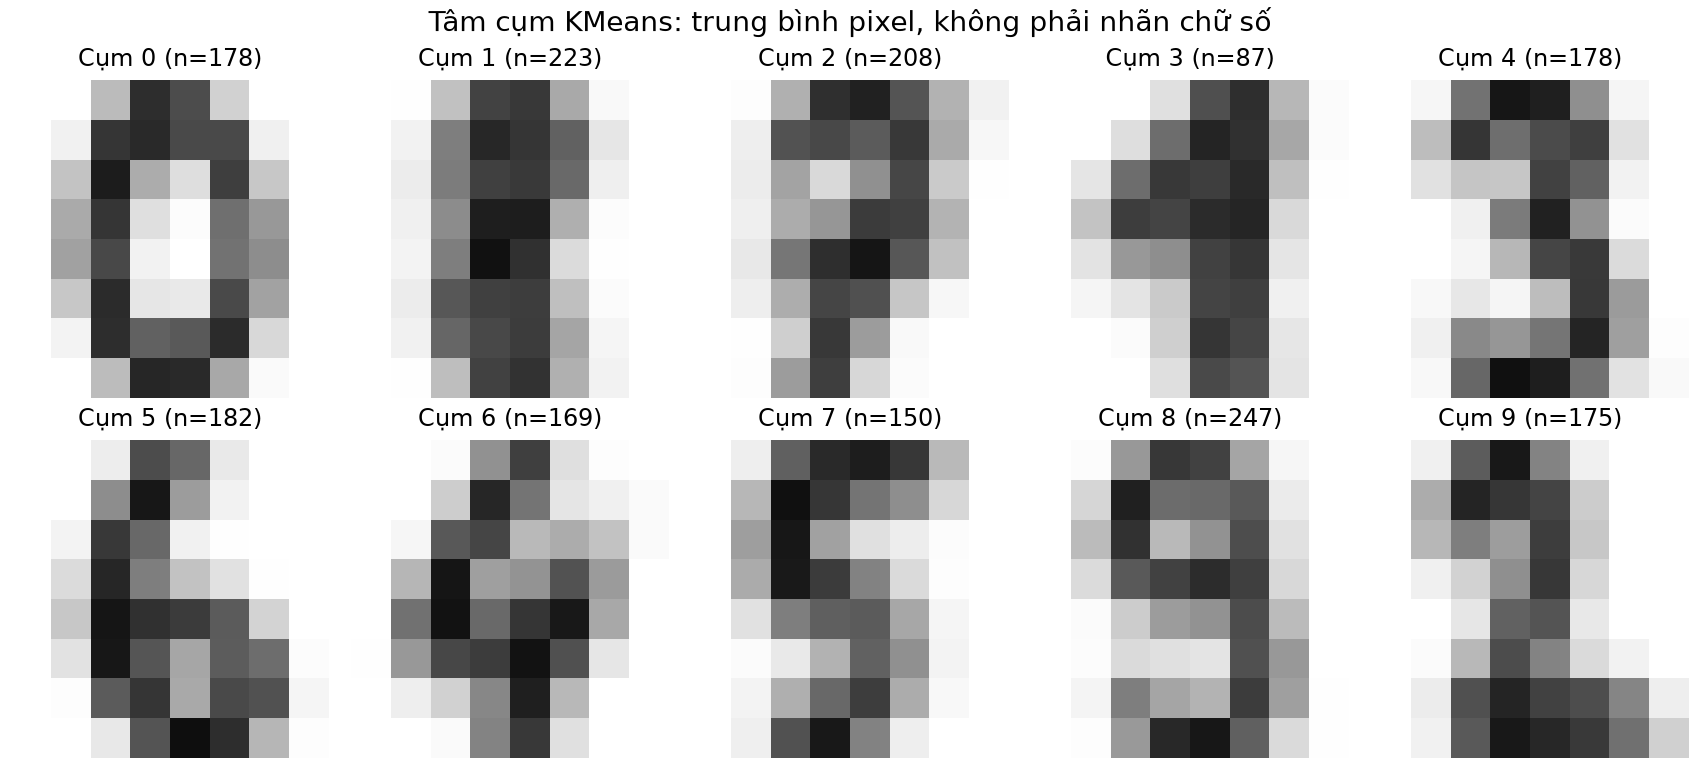 Tâm cụm KMeans: trung bình pixel, không phải nhãn chữ số
Cụm 0 (n=178)
Cụm 1 (n=223)
Cụm 2 (n=208)
Cụm 3 (n=87)
Cụm 4 (n=178)
Cụm 5 (n=182)
Cụm 6 (n=169)
Cụm 7 (n=150)
Cụm 8 (n=247)
Cụm 9 (n=175)